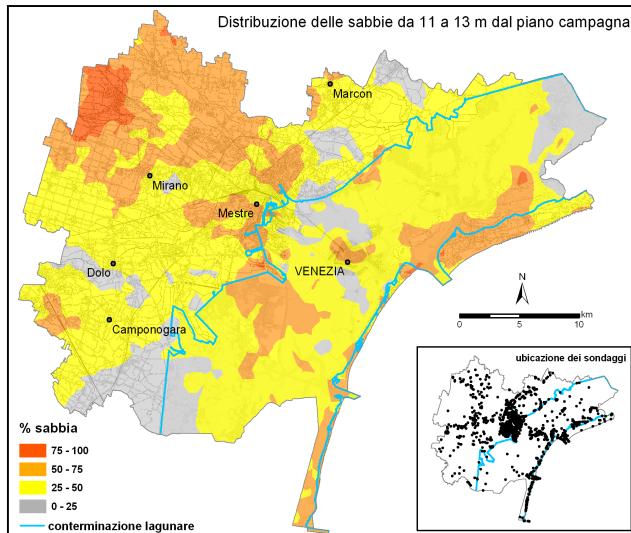 Distribuzione delle sabbie da 11 a 13 m dal piano campagna
Marcon
Mirano
Mestre
Dolo
VENEZIA
Camponogara
N
km
0 5 10
ubicazione dei sondaggi
% sabbia
75 - 100
50 - 75
25 - 50
0 - 25
conterminazione lagunare